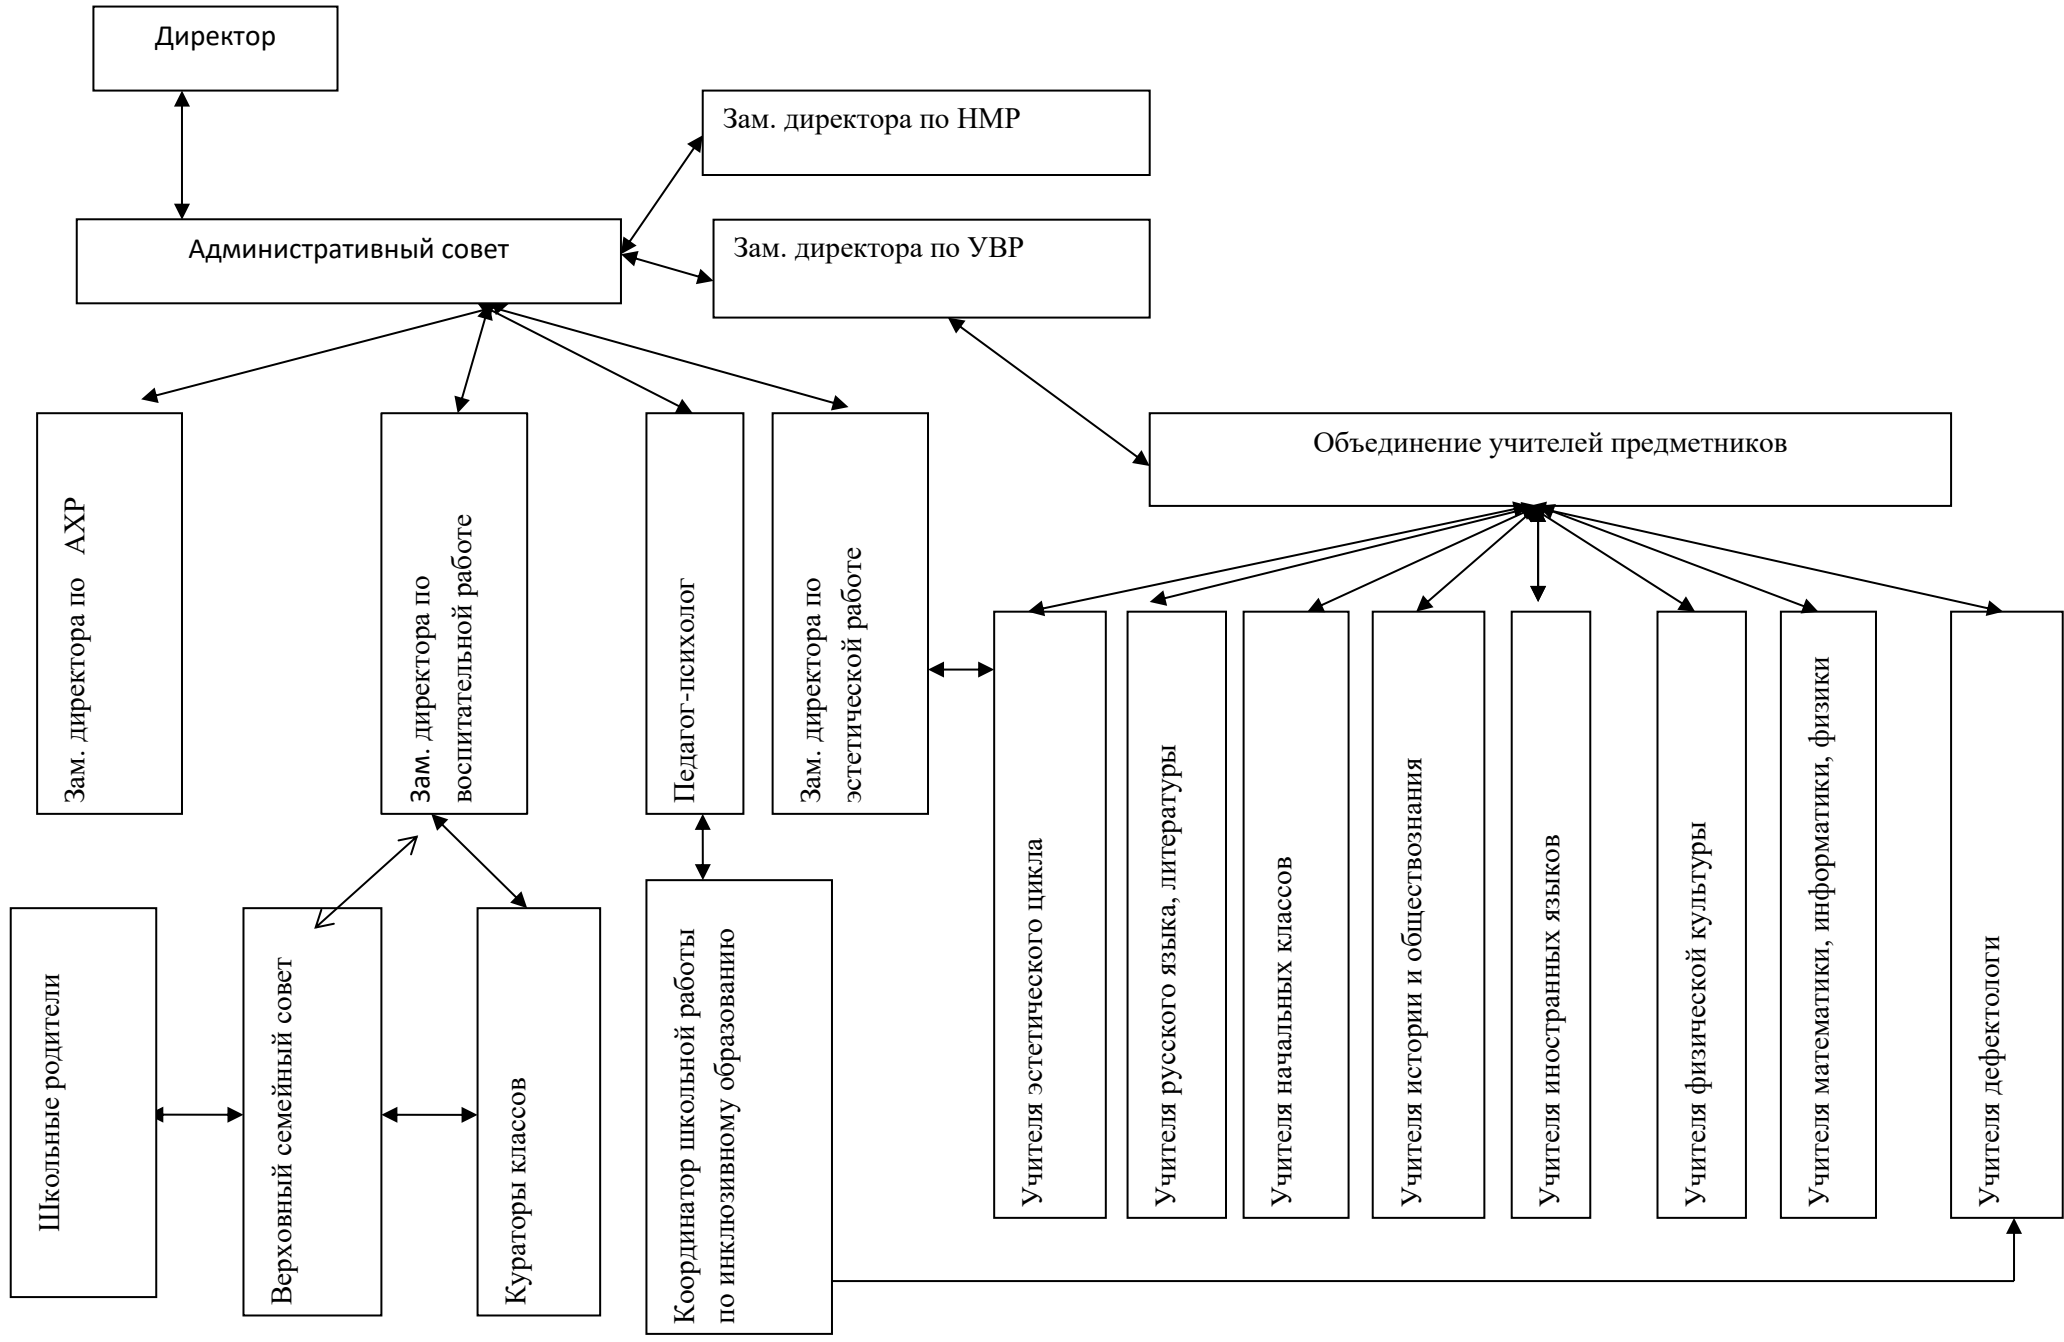 Директор
Зам. директора по НМР
Административный совет
Зам. директора по УВР
Объединение учителей предметников
Зам. директора по АХР
Зам. директора по
воспитательной работе
Педагог-психолог
Зам. директора по
эстетической работе
Учителя эстетического цикла
Учителя русского языка, литературы
Учителя начальных классов
Учителя истории и обществознания
Учителя иностранных языков
Учителя физической культуры
Учителя математики, информатики, физики
Учителя дефектологи
Школьные родители
Верховный семейный совет
Кураторы классов
Координатор школьной работы
по инклюзивному образованию